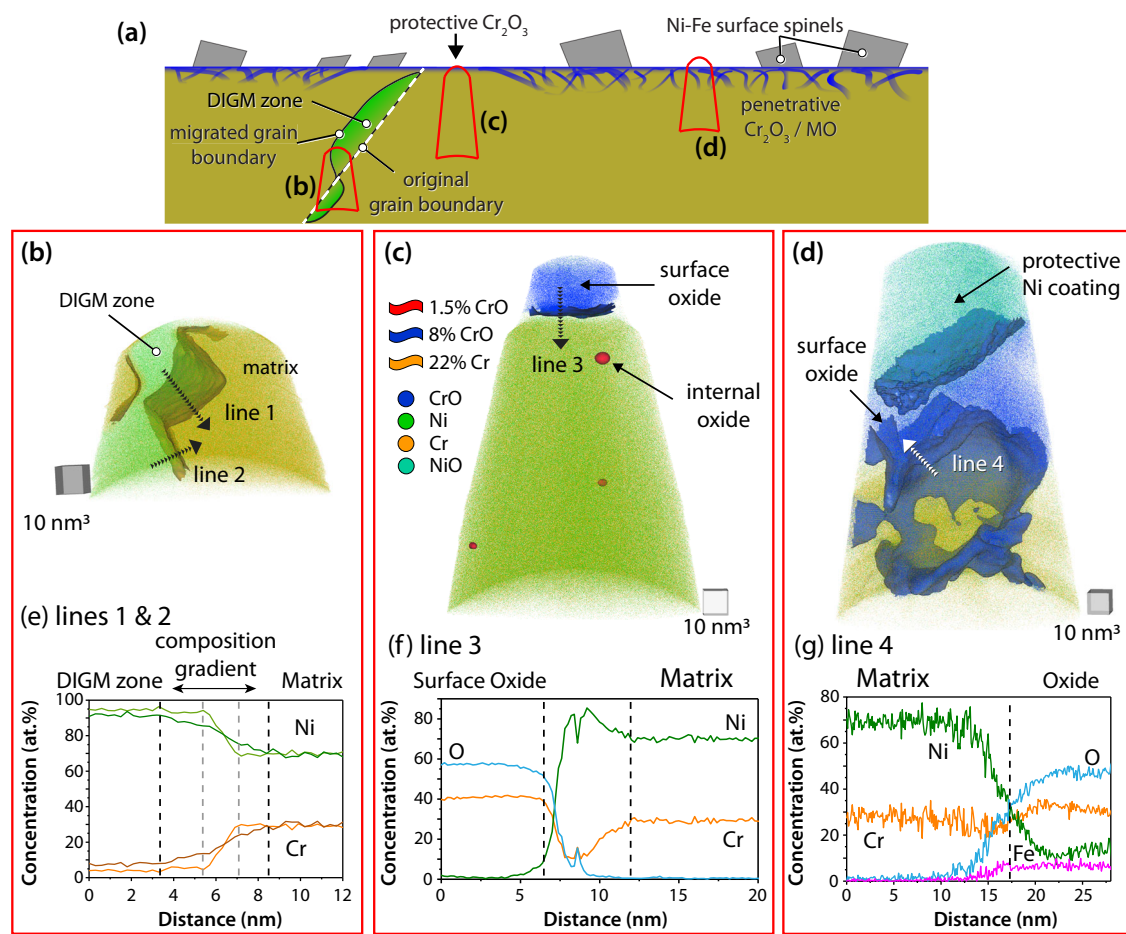 (a)
protective Cr₂O₃
Ni-Fe surface spinels
DIGM zone
migrated grain
boundary
(b)
original
grain boundary
(c)
(d)
penetrative
Cr₂O₃ / MO
(b)
DIGM zone
matrix
line 1
line 2
10 nm³
(c)
surface
oxide
1.5% CrO
8% CrO
22% Cr
line 3
internal
oxide
CrO
Ni
Cr
NiO
10 nm³
(d)
protective
Ni coating
surface
oxide
line 4
10 nm³
(e) lines 1 & 2
composition
gradient
DIGM zone
Matrix
Concentration (at.%)
100
80
60
40
20
0
Ni
Cr
0 2 4 6 8 10 12
Distance (nm)
(f) line 3
Surface Oxide
Matrix
Concentration (at.%)
80
60
40
20
0
O
Ni
Cr
0 5 10 15 20
Distance (nm)
(g) line 4
Matrix
Oxide
Concentration (at.%)
80
70
60
50
40
30
20
10
0
Ni
O
Cr
Fe
0 5 10 15 20 25
Distance (nm)